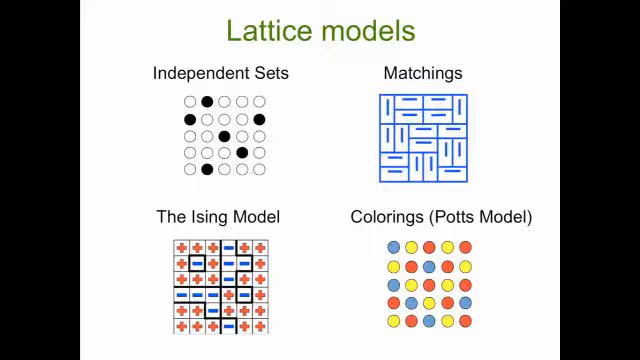 Lattice models
Independent Sets
Matchings
The Ising Model
Colorings (Potts Model)